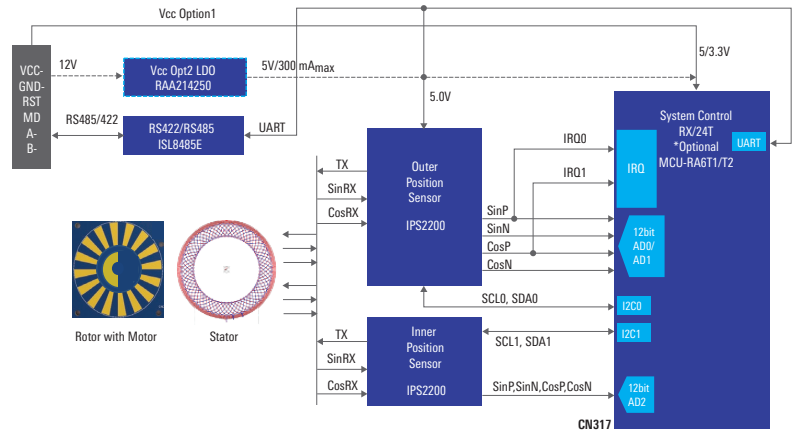 Vcc Option1
VCC-
GND-
RST
MD
A-
B-
12V
Vcc Opt2 LDO
RAA214250
5V/300 mAmax
5/3.3V
RS485/422
RS422/RS485
ISL8485E
UART
5.0V
System Control
RX/24T
*Optional
MCU-RA6T1/T2
UART
IRQ0
IRQ
IRQ1
TX
SinRX
CosRX
Outer
Position
Sensor
IPS2200
SinP
SinN
CosP
CosN
12bit
AD0/
AD1
SCL0, SDA0
I2C0
Rotor with Motor
Stator
TX
SinRX
CosRX
Inner
Position
Sensor
IPS2200
SCL1, SDA1
I2C1
SinP,SinN,CosP,CosN
12bit
AD2
CN317